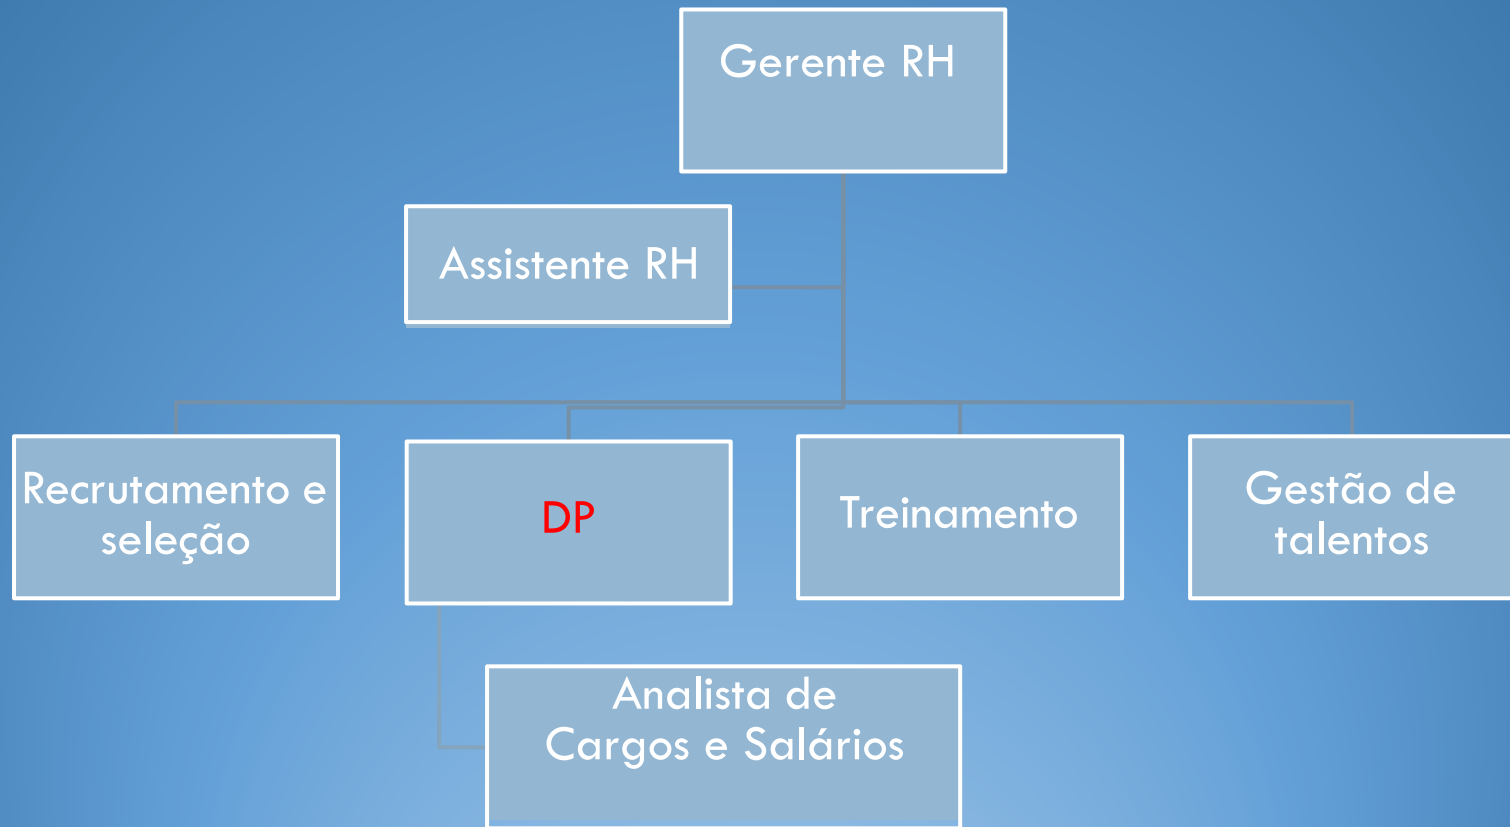 Gerente RH
Assistente RH
Recrutamento e
seleção
DP
Treinamento
Gestão de
talentos
Analista de
Cargos e Salários